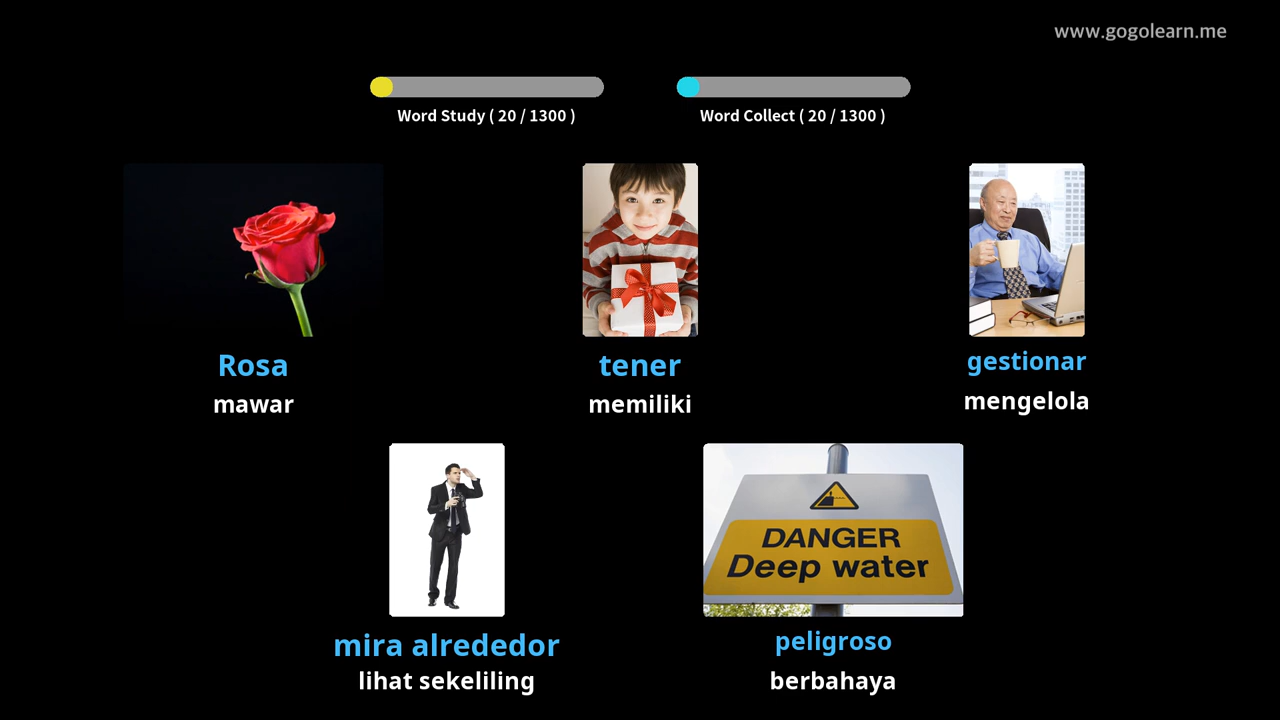 www.gogolearn.me
Word Study ( 20 / 1300 )
Word Collect ( 20 / 1300 )
Rosa
mawar
tener
memiliki
gestionar
mengelola
mira alrededor
lihat sekeliling
DANGER
Deep water
peligroso
berbahaya